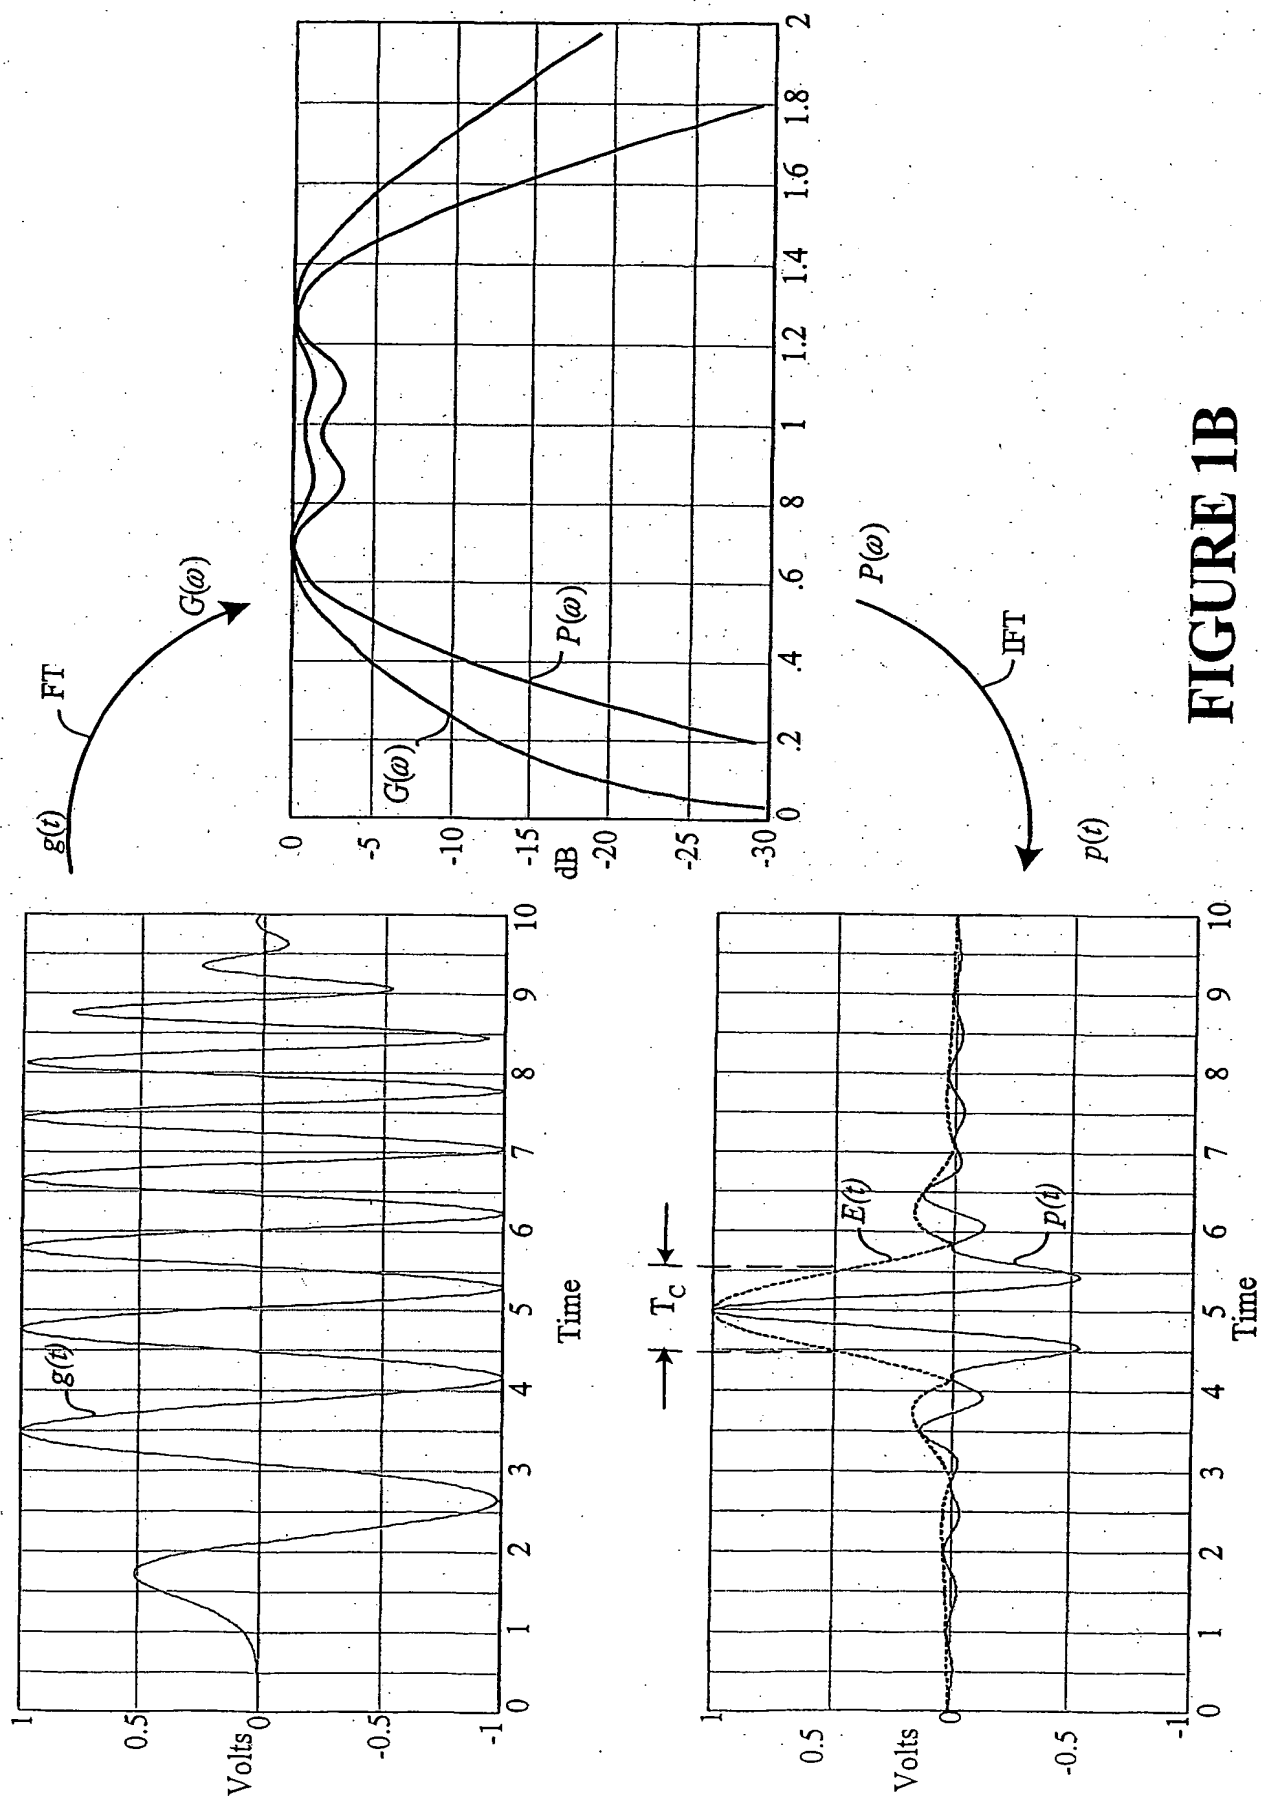 g(t)
FT
G(ω)
1
0.5
Volts
0
-0.5
-1
g(t)
0 1 2 3 4 5 6 7 8 9 10
Time
0
-5
-10
-15
dB
-20
-25
-30
G(ω)
P(ω)
0 .2 .4 .6 .8 1 1.2 1.4 1.6 1.8 2
P(ω)
IFT
p(t)
T_C
1
0.5
Volts
0
-0.5
-1
E(t)
p(t)
0 1 2 3 4 5 6 7 8 9 10
Time
FIGURE 1B